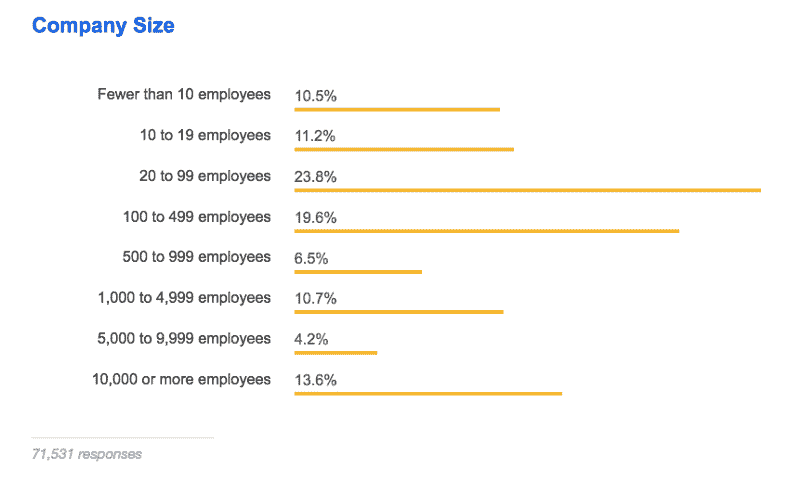 Company Size
Fewer than 10 employees 10.5%
10 to 19 employees 11.2%
20 to 99 employees 23.8%
100 to 499 employees 19.6%
500 to 999 employees 6.5%
1,000 to 4,999 employees 10.7%
5,000 to 9,999 employees 4.2%
10,000 or more employees 13.6%
71,531 responses